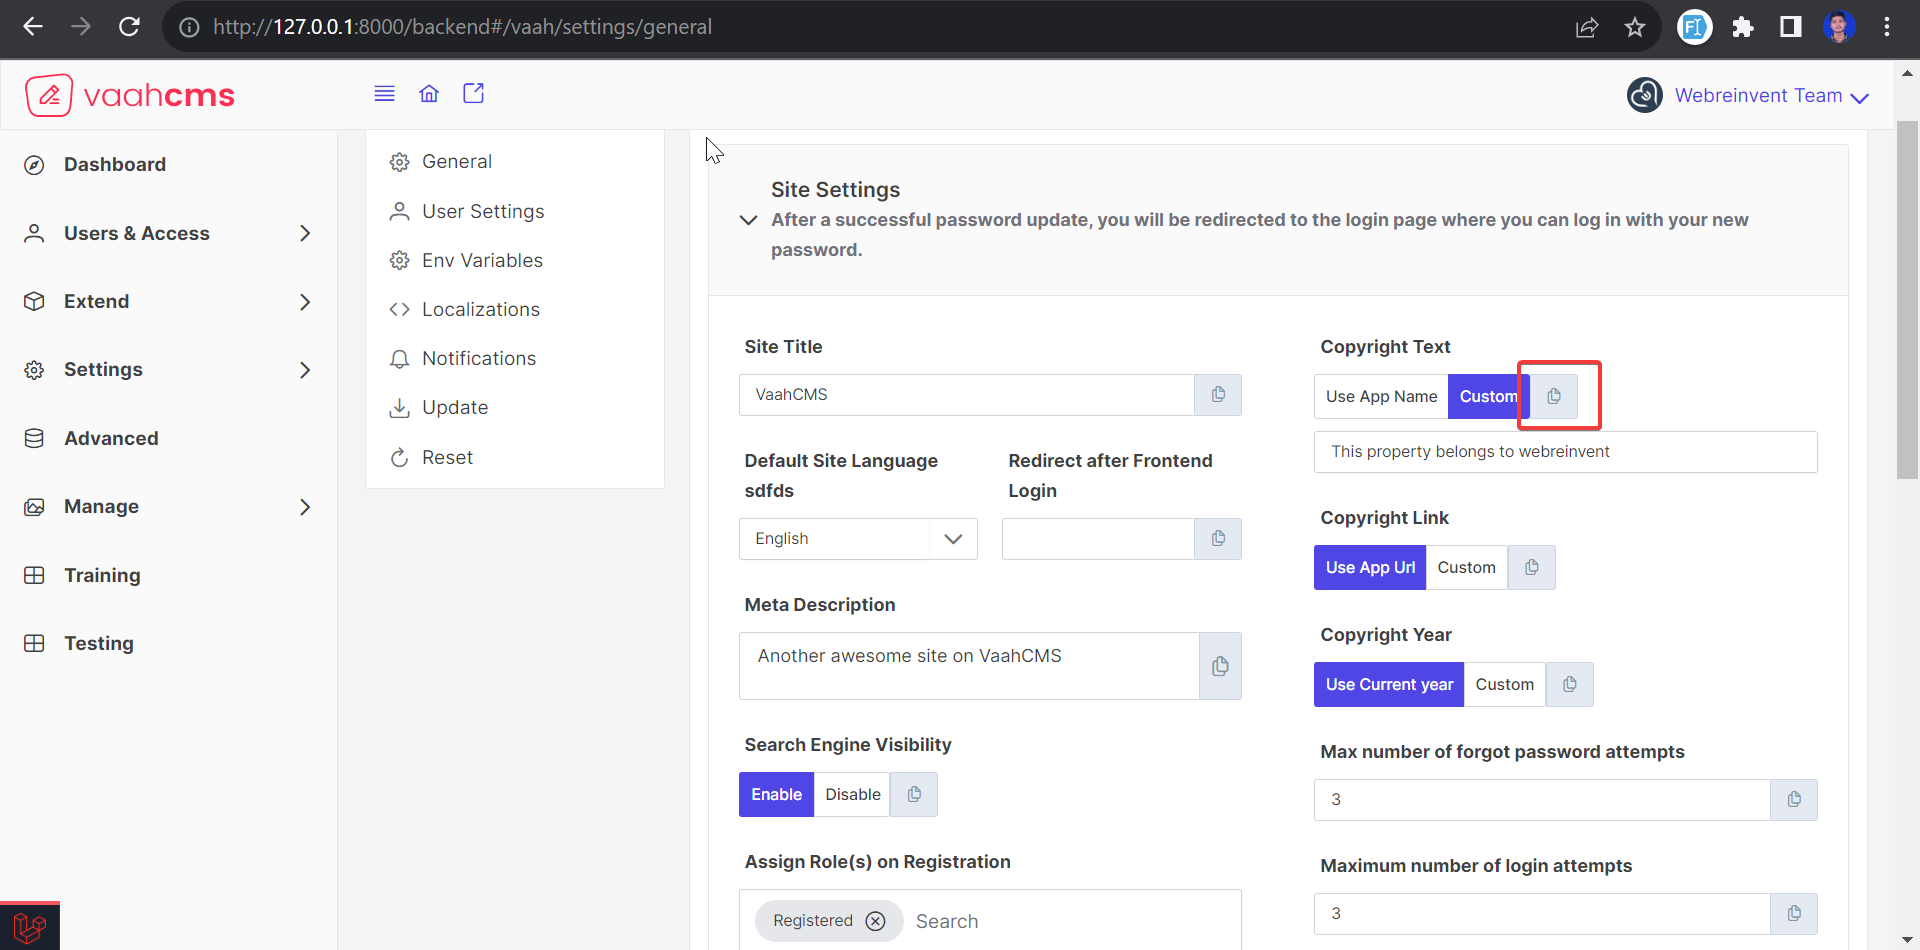 http://127.0.0.1:8000/backend#/vaah/settings/general
vaahcms
Webreinvent Team
Dashboard
Users & Access
Extend
Settings
Advanced
Manage
Training
Testing
General
User Settings
Env Variables
Localizations
Notifications
Update
Reset
Site Settings
After a successful password update, you will be redirected to the login page where you can log in with your new
password.
Site Title
VaahCMS
Default Site Language
sdfds
English
Redirect after Frontend
Login
Meta Description
Another awesome site on VaahCMS
Search Engine Visibility
Enable Disable
Assign Role(s) on Registration
Registered Search
Copyright Text
Use App Name Custom
This property belongs to webreinvent
Copyright Link
Use App Url Custom
Copyright Year
Use Current year Custom
Max number of forgot password attempts
3
Maximum number of login attempts
3